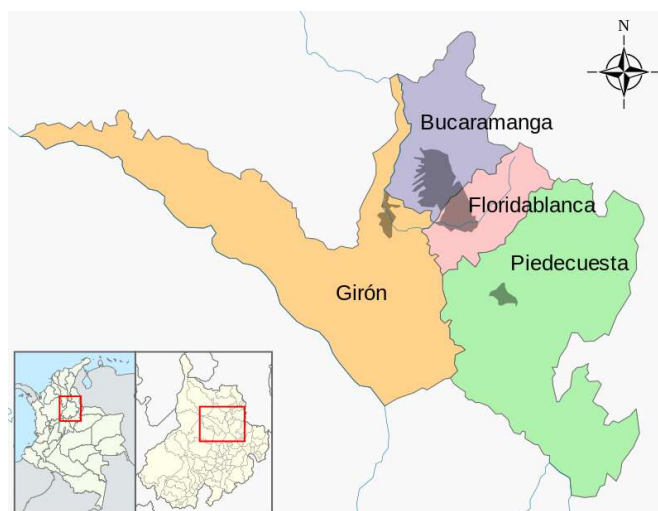 N
Bucaramanga
Floridablanca
Piedecuesta
Girón